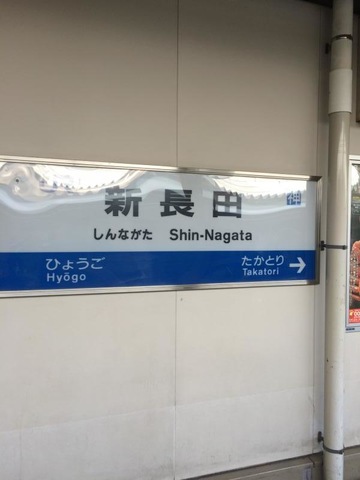 新長田
しんながた Shin-Nagata
ひょうご たかとり →
Hyōgo Takatori